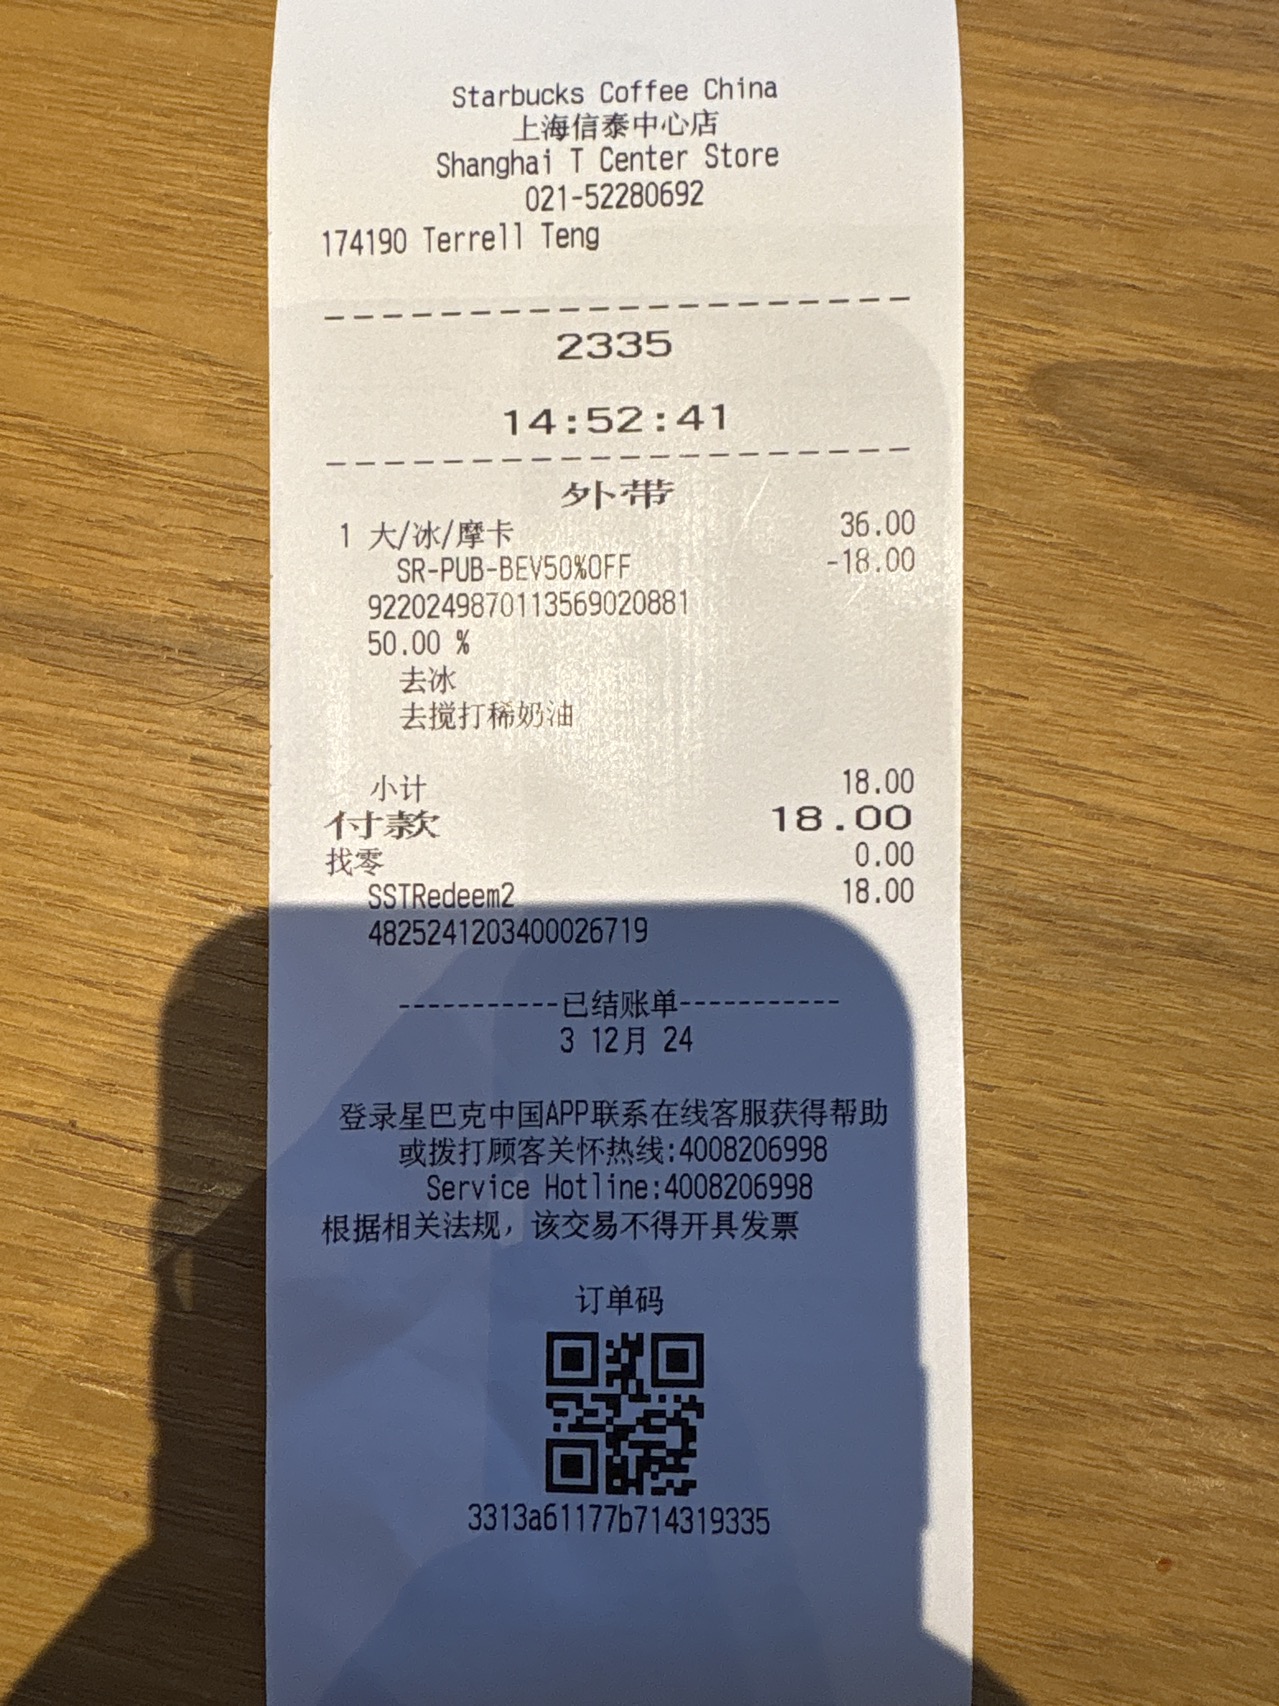 Starbucks Coffee China
上海信泰中心店
Shanghai T Center Store
021-52280692
174190 Terrell Teng
--------------------
2335
14:52:41
--------------------
外带
1 大/冰/摩卡 36.00
SR-PUB-BEV50%OFF -18.00
9220249870113569020881
50.00 %
去冰
去搅打稀奶油
小计 18.00
付款 18.00
找零 0.00
SSTRedeem2 18.00
4825241203400026719
-----------已结账单-----------
3 12月 24
登录星巴克中国APP联系在线客服获得帮助
或拨打顾客关怀热线:4008206998
Service Hotline:4008206998
根据相关法规，该交易不得开具发票
订单码
3313a61177b714319335